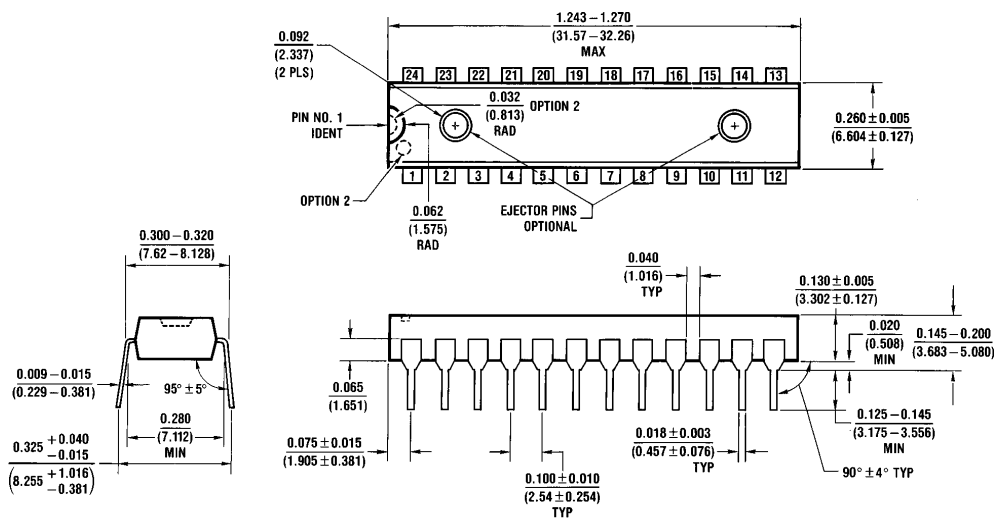 1.243 – 1.270
(31.57 – 32.26)
MAX
0.092
(2.337)
(2 PLS)
24 23 22 21 20 19 18 17 16 15 14 13
0.032
(0.813)
RAD
OPTION 2
PIN NO. 1
IDENT
0.260 ± 0.005
(6.604 ± 0.127)
1 2 3 4 5 6 7 8 9 10 11 12
OPTION 2
0.062
(1.575)
RAD
EJECTOR PINS
OPTIONAL
0.300 – 0.320
(7.62 – 8.128)
0.040
(1.016)
TYP
0.130 ± 0.005
(3.302 ± 0.127)
0.020
(0.508)
MIN
0.145 – 0.200
(3.683 – 5.080)
0.009 – 0.015
(0.229 – 0.381)
95° ± 5°
0.065
(1.651)
0.280
(7.112)
MIN
0.125 – 0.145
(3.175 – 3.556)
MIN
0.325 + 0.040
– 0.015
(8.255 + 1.016
– 0.381)
0.075 ± 0.015
(1.905 ± 0.381)
0.018 ± 0.003
(0.457 ± 0.076)
TYP
0.100 ± 0.010
(2.54 ± 0.254)
TYP
90° ± 4° TYP